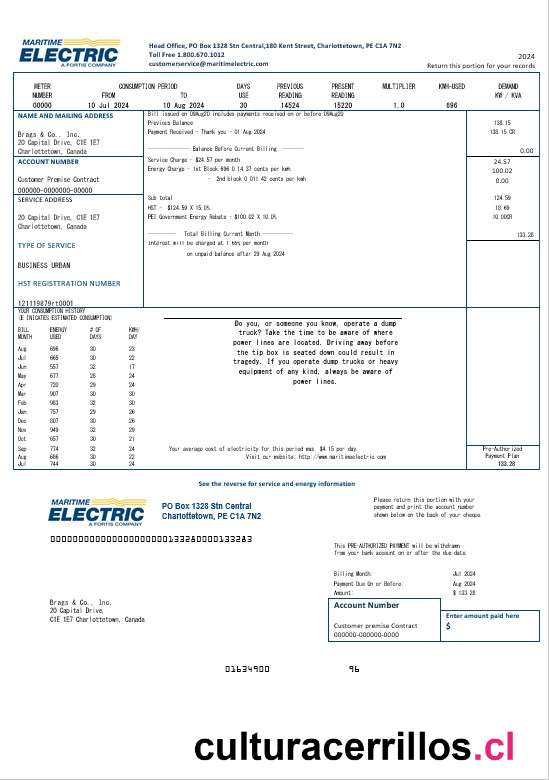 MARITIME
ELECTRIC
A FORTIS COMPANY
Head Office, PO Box 1328 Stn Central,180 Kent Street, Charlottetown, PE C1A 7N2
Toll Free 1.800.670.1012
customerservice@maritimelectric.com
2024
Return this portion for your records
METER NUMBER CONSUMPTION PERIOD FROM TO DAYS PREVIOUS READING PRESENT READING MULTIPLIER KWH-USED DEMAND KW / KVA
00000 10 Jul 2024 10 Aug 2024 30 14524 15220 1.0 696
NAME AND MAILING ADDRESS
Brags & Co., Inc.
20 Capital Drive, C1E 1E7
Charlottetown, Canada
ACCOUNT NUMBER
Customer Premise Contract
000000-0000000-00000
SERVICE ADDRESS
20 Capital Drive, C1E 1E7
Charlottetown, Canada
TYPE OF SERVICE
BUSINESS URBAN
HST REGISTTRATION NUMBER
121119879rt0001
Bill issued on 09Aug20 includes payments received on or before 09Aug20
Previous Balance 138.15
Payment Received - Thank you - 01 Aug 2024 138.15 CR
Balance Before Current Billing 0.00
Service Charge - $24.57 per month 24.57
Energy Charge - 1st Block 696 @ 14.37 cents per kwh 100.02
- 2nd block 0 @11.42 cents per kwh 0.00
Sub total 124.59
HST - $124.59 X 15.0% 18.69
PEI Government Energy Rebate - $100.02 X 10.0% 10.00CR
Total Billing Current Month 133.28
Interest will be charged at per month
on unpaid balance after 29 Aug 2024
YOUR CONSUMPTION HISTORY
(E INICATES ESTIMATED CONSUMPTION)
BILL MONTH ENERGY USED # OF DAYS KWH/ DAY
Aug 696 30 23
Jul 665 30 22
Jun 557 32 17
May 677 28 24
Apr 720 29 24
Mar 907 30 30
Feb 983 32 30
Jan 757 29 26
Dec 807 30 26
Nov 949 32 29
Oct 657 30 21
Sep 774 32 24
Aug 686 30 22
Jul 744 30 24
Do you, or someone you know, operate a dump
truck? Take the time to be aware of where
power lines are located. Driving away before
the tip box is seated down could result in
tragedy. If you operate dump trucks or heavy
equipment of any kind, always be aware of
power lines.
Your average cost of electricity for this period was $4.15 per day.
Visit our website: http://www.maritimeelectric.com
Pre-Authorized
Payment Plan
133.28
See the reverse for service and energy information
MARITIME
ELECTRIC
A FORTIS COMPANY
PO Box 1328 Stn Central
Charlottetown, PE C1A 7N2
Please return this portion with your
payment and print the account number
shown below on the back of your cheque.
This PRE-AUTHORIZED PAYMENT will be withdrawn
from your bank account on or after the due date.
Billing Month: Jul 2024
Payment Due On or Before: Aug 2024
Amount: $ 133.28
Brags & Co., Inc.
20 Capital Drive,
C1E 1E7 Charlottetown, Canada
Account Number
Customer premise Contract
000000-000000-0000
Enter amount paid here
$
01634900 96
culturacerrillos.cl